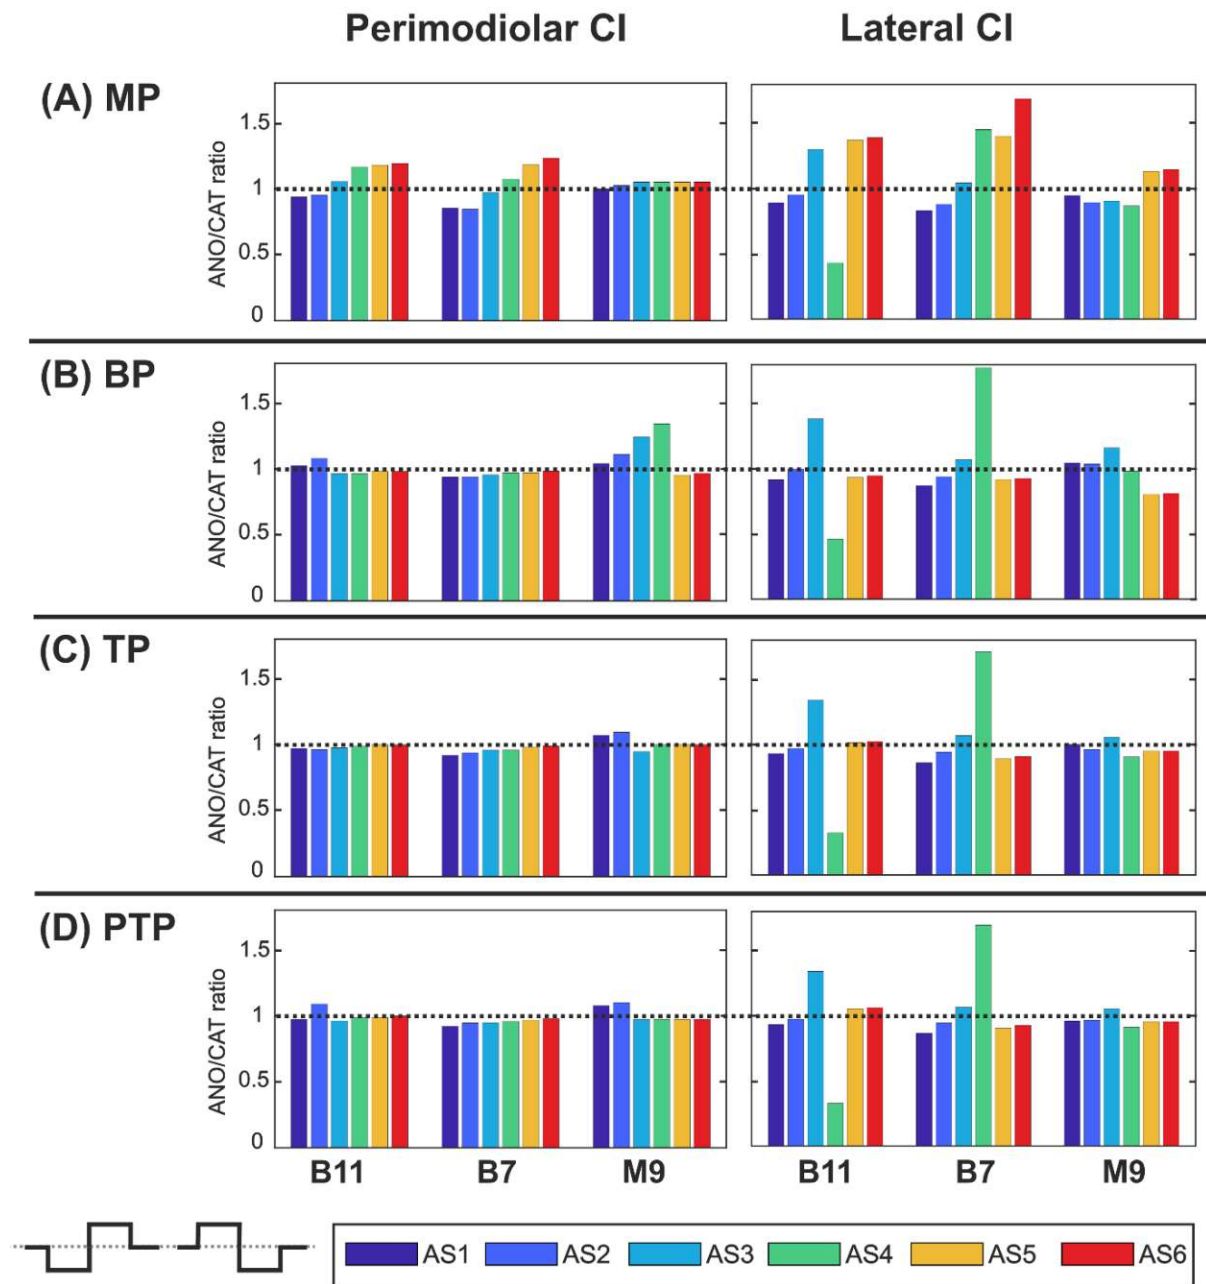 Perimodiolar CI Lateral CI
(A) MP
ANO/CAT ratio
1.5
1
0.5
0
(B) BP
ANO/CAT ratio
1.5
1
0.5
0
(C) TP
ANO/CAT ratio
1.5
1
0.5
0
(D) PTP
ANO/CAT ratio
1.5
1
0.5
0
B11 B7 M9 B11 B7 M9
AS1 AS2 AS3 AS4 AS5 AS6